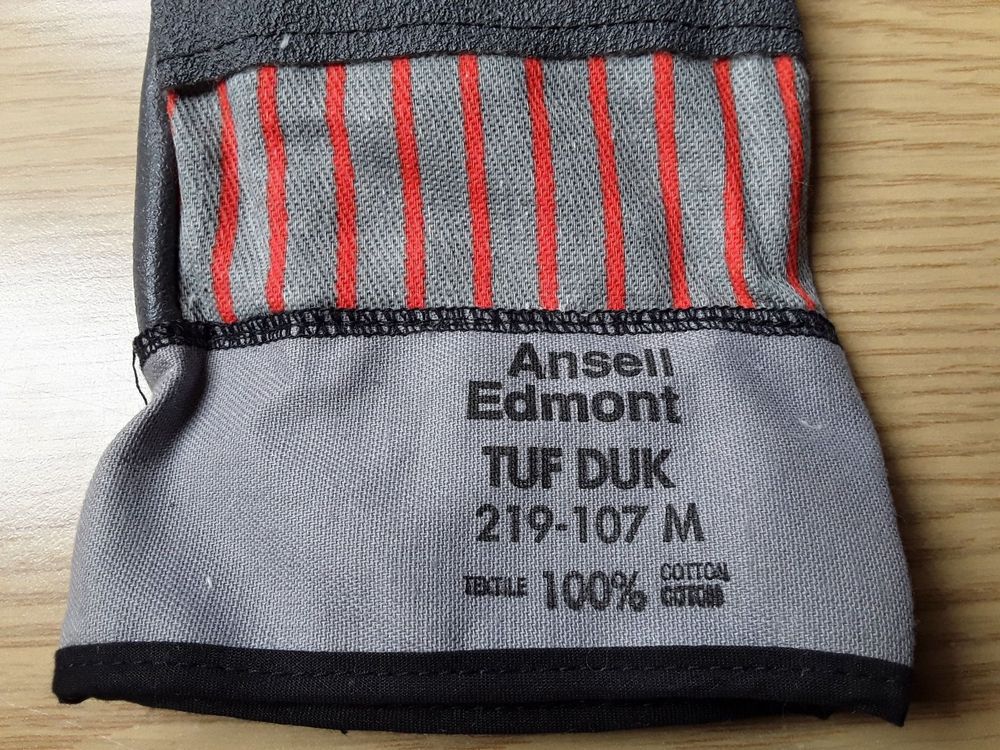 Ansell
Edmont
TUF DUK
219-107 M
TEXTILE 100% COTTON